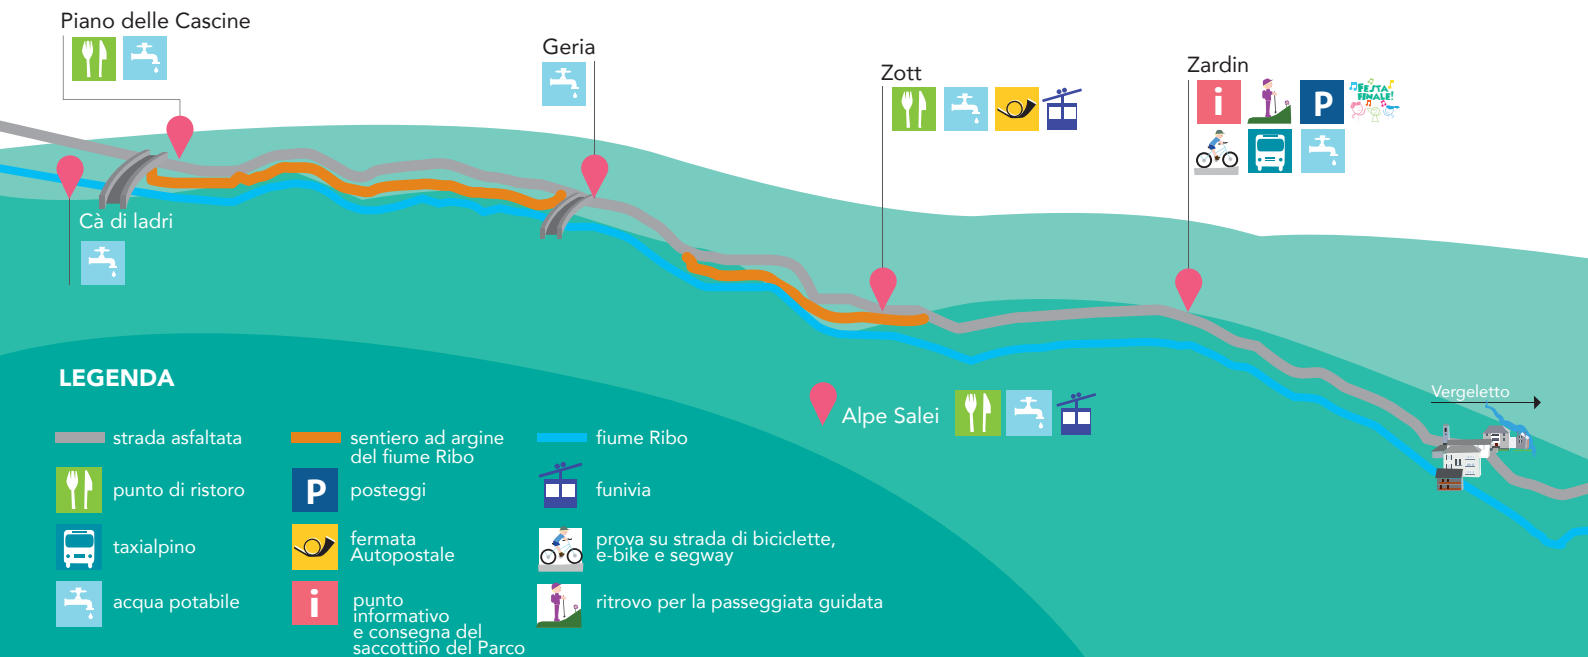 Piano delle Cascine
Geria
Zott
Zardin
i
P
FESTA
FINALE!
Cà di ladri
Vergeletto
Alpe Salei
LEGENDA
strada asfaltata
sentiero ad argine
del fiume Ribo
fiume Ribo
punto di ristoro
P
posteggi
funivia
taxialpino
fermata
Autopostale
prova su strada di biciclette,
e-bike e segway
acqua potabile
i
punto
informativo
e consegna del
saccottino del Parco
ritrovo per la passeggiata guidata